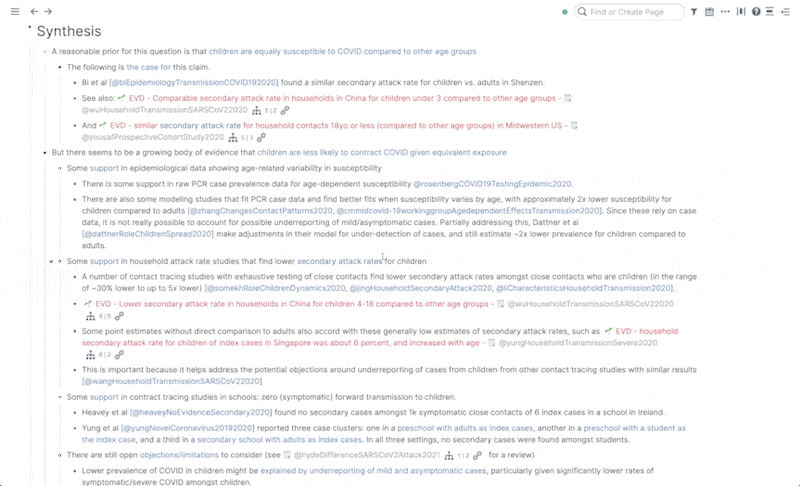 Find or Create Page
Synthesis
A reasonable prior for this question is that children are equally susceptible to COVID compared to other age groups
The following is the case for this claim.
Bi et al [@biEpidemiologyTransmissionCOVID192020] found a similar secondary attack rate for children vs. adults in Shenzen.
See also: EVD - Comparable secondary attack rate in households in China for children under 3 compared to other age groups -
@wuHouseholdTransmissionSARSCoV22020 5 | 2
And EVD - similar secondary attack rate for household contacts 18yo or less (compared to other age groups) in Midwestern US -
@yousafProspectiveCohortStudy2020 5 | 3
But there seems to be a growing body of evidence that children are less likely to contract COVID given equivalent exposure
Some support in epidemiological data showing age-related variability in susceptibility
There is some support in raw PCR case prevalence data for age-dependent susceptibility @rosenbergCOVID19TestingEpidemic2020.
There are also some modeling studies that fit PCR case data and find better fits when susceptibility varies by age, with approximately 2x lower susceptibility for
children compared to adults [@zhangChangesContactPatterns2020, @cmmidcovid-19workinggroupAgedependentEffectsTransmission2020]. Since these rely on case
data, it is not really possible to account for possible underreporting of mild/asymptomatic cases. Partially addressing this, Dattner et al
[@dattnerRoleChildrenSpread2020] make adjustments in their model for under-detection of cases, and still estimate ~2x lower prevalence for children compared to
adults.
Some support in household attack rate studies that find lower secondary attack rates for children
A number of contact tracing studies with exhaustive testing of close contacts find lower secondary attack rates amongst close contacts who are children (in the range
of ~30% lower to up to 5x lower) [@somekhRoleChildrenDynamics2020, @jingHouseholdSecondaryAttack2020, @liCharacteristicsHouseholdTransmission2020].
EVD - Lower secondary attack rate in households in China for children 4-18 compared to other age groups - @wuHouseholdTransmissionSARSCoV22020
8 | 5
Some point estimates without direct comparison to adults also accord with these generally low estimates of secondary attack rates, such as EVD - household
secondary attack rate for children of index cases in Singapore was about 6 percent, and increased with age - @yungHouseholdTransmissionSevere2020
8 | 2
This is important because it helps address the potential objections around underreporting of cases from children from other contact tracing studies with similar results
[@wangHouseholdTransmissionSARSCoV22020]
Some support in contract tracing studies in schools: zero (symptomatic) forward transmission to children.
Heavey et al [@heaveyNoEvidenceSecondary2020] found no secondary cases amongst 1k symptomatic close contacts of 6 index cases in a school in Ireland.
Yung et al [@yungNovelCoronavirus20192020] reported three case clusters: one in a preschool with adults as index cases, another in a preschool with a student as
the index case, and a third in a secondary school with adults as index cases. In all three settings, no secondary cases were found amongst students.
There are still open objections/limitations to consider (see @hydeDifferenceSARSCoV2Attack2021 1 | 2 for a review)
Lower prevalence of COVID in children might be explained by underreporting of mild and asymptomatic cases, particularly given significantly lower rates of
symptomatic/severe COVID amongst children.